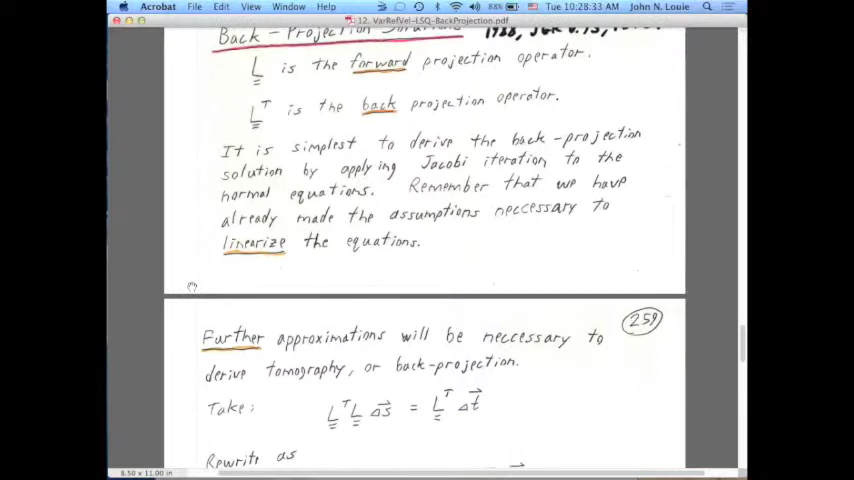 Acrobat File Edit View Window Help 88% Tue 10:28:33 AM John N. Louie
12. VarRefVel-LSQ-BackProjection.pdf
Back-Projection Solutions
L is the forward projection operator.
L^T is the back projection operator.
It is simplest to derive the back-projection
solution by applying Jacobi iteration to the
normal equations. Remember that we have
already made the assumptions neccessary to
linearize the equations.
259
Further approximations will be neccessary to
derive tomography, or back-projection.
Take:
L^T L Δs⃗ = L^T Δt⃗
Rewrite as
8.50 x 11.00 in